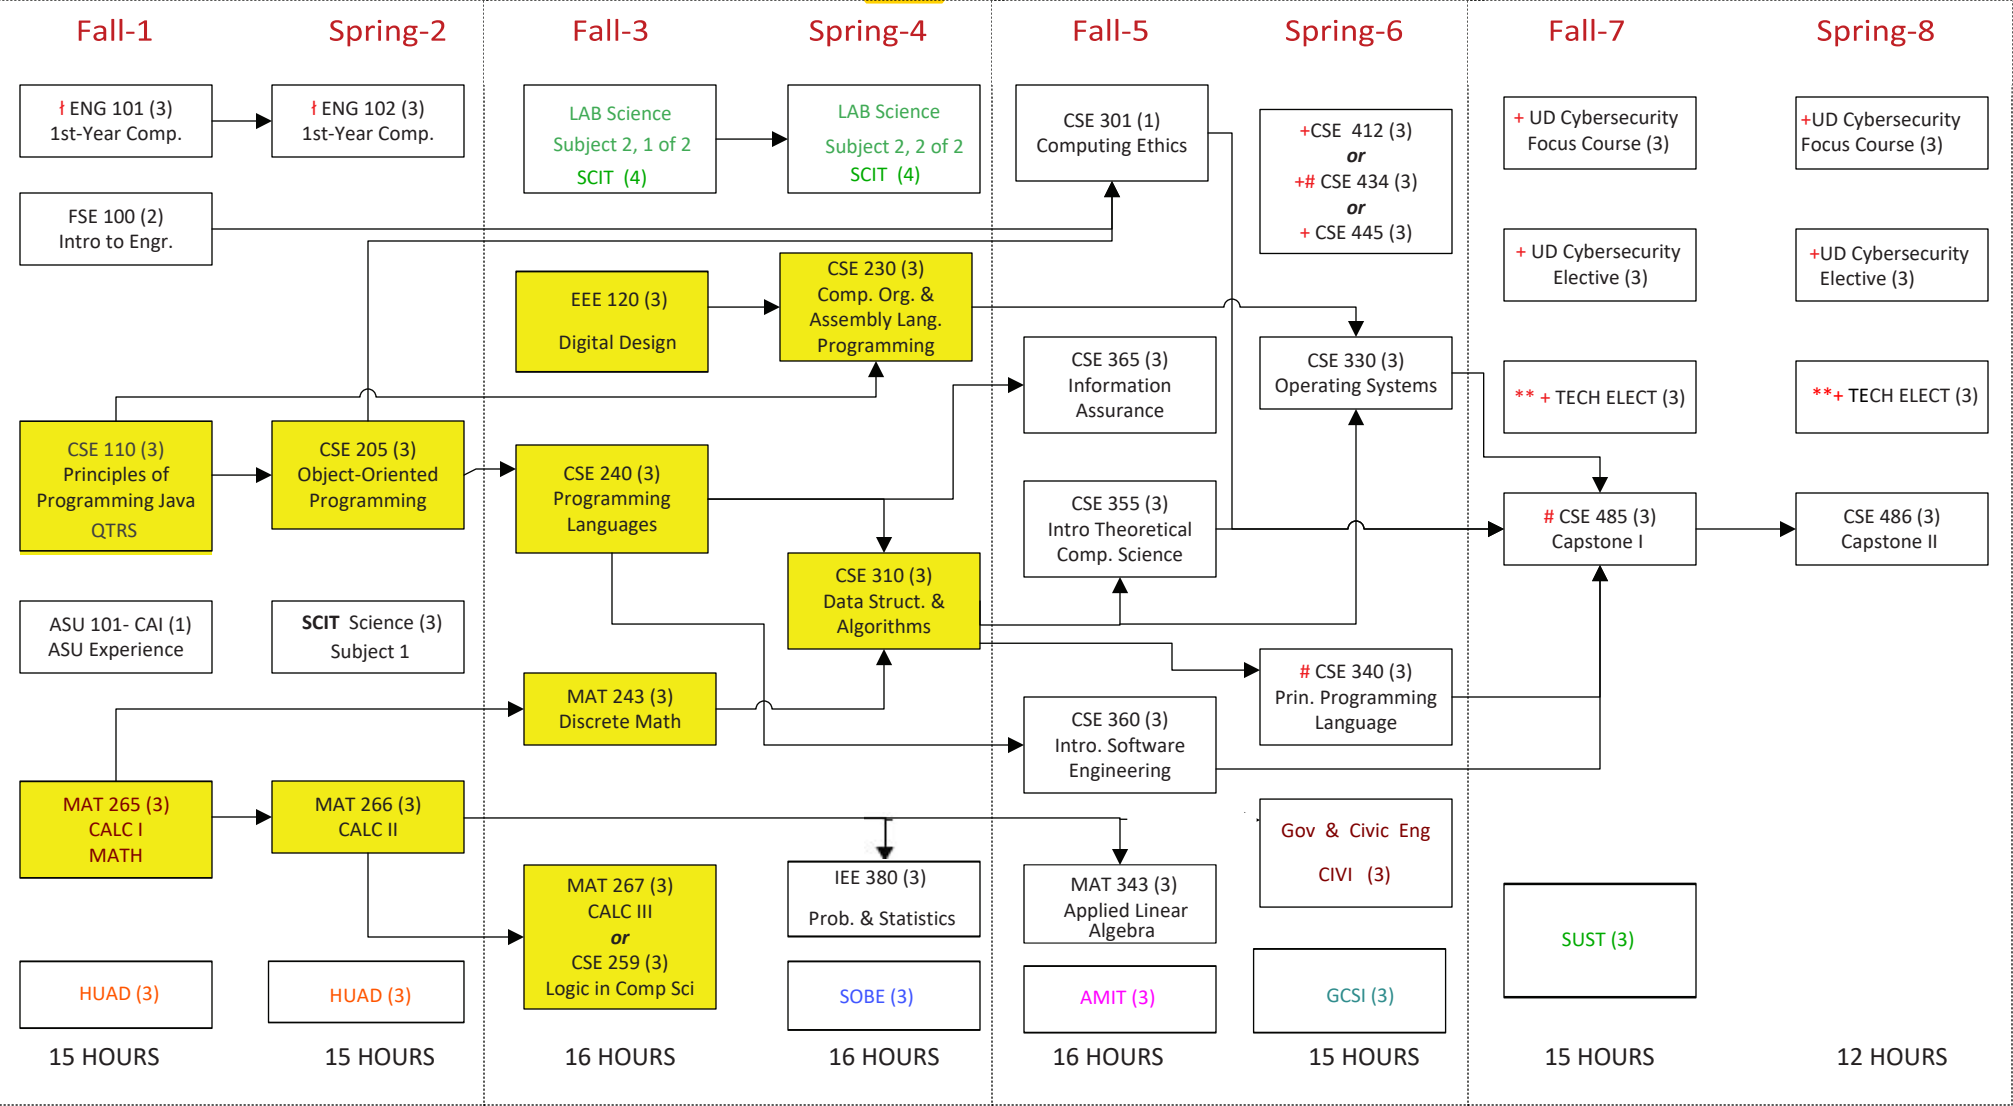 Fall-1
Spring-2
Fall-3
Spring-4
Fall-5
Spring-6
Fall-7
Spring-8
ƚ ENG 101 (3)
1st-Year Comp.
FSE 100 (2)
Intro to Engr.
CSE 110 (3)
Principles of
Programming Java
QTRS
ASU 101- CAI (1)
ASU Experience
MAT 265 (3)
CALC I
MATH
HUAD (3)
15 HOURS
ƚ ENG 102 (3)
1st-Year Comp.
CSE 205 (3)
Object-Oriented
Programming
SCIT Science (3)
Subject 1
MAT 266 (3)
CALC II
HUAD (3)
15 HOURS
LAB Science
Subject 2, 1 of 2
SCIT (4)
EEE 120 (3)
Digital Design
CSE 240 (3)
Programming
Languages
MAT 243 (3)
Discrete Math
MAT 267 (3)
CALC III
or
CSE 259 (3)
Logic in Comp Sci
16 HOURS
LAB Science
Subject 2, 2 of 2
SCIT (4)
CSE 230 (3)
Comp. Org. &
Assembly Lang.
Programming
CSE 310 (3)
Data Struct. &
Algorithms
IEE 380 (3)
Prob. & Statistics
SOBE (3)
16 HOURS
CSE 301 (1)
Computing Ethics
CSE 365 (3)
Information
Assurance
CSE 355 (3)
Intro Theoretical
Comp. Science
CSE 360 (3)
Intro. Software
Engineering
MAT 343 (3)
Applied Linear
Algebra
AMIT (3)
16 HOURS
+CSE 412 (3)
or
+# CSE 434 (3)
or
+ CSE 445 (3)
CSE 330 (3)
Operating Systems
# CSE 340 (3)
Prin. Programming
Language
Gov & Civic Eng
CIVI (3)
GCSI (3)
15 HOURS
+ UD Cybersecurity
Focus Course (3)
+ UD Cybersecurity
Elective (3)
** + TECH ELECT (3)
# CSE 485 (3)
Capstone I
SUST (3)
15 HOURS
+UD Cybersecurity
Focus Course (3)
+UD Cybersecurity
Elective (3)
**+ TECH ELECT (3)
CSE 486 (3)
Capstone II
12 HOURS